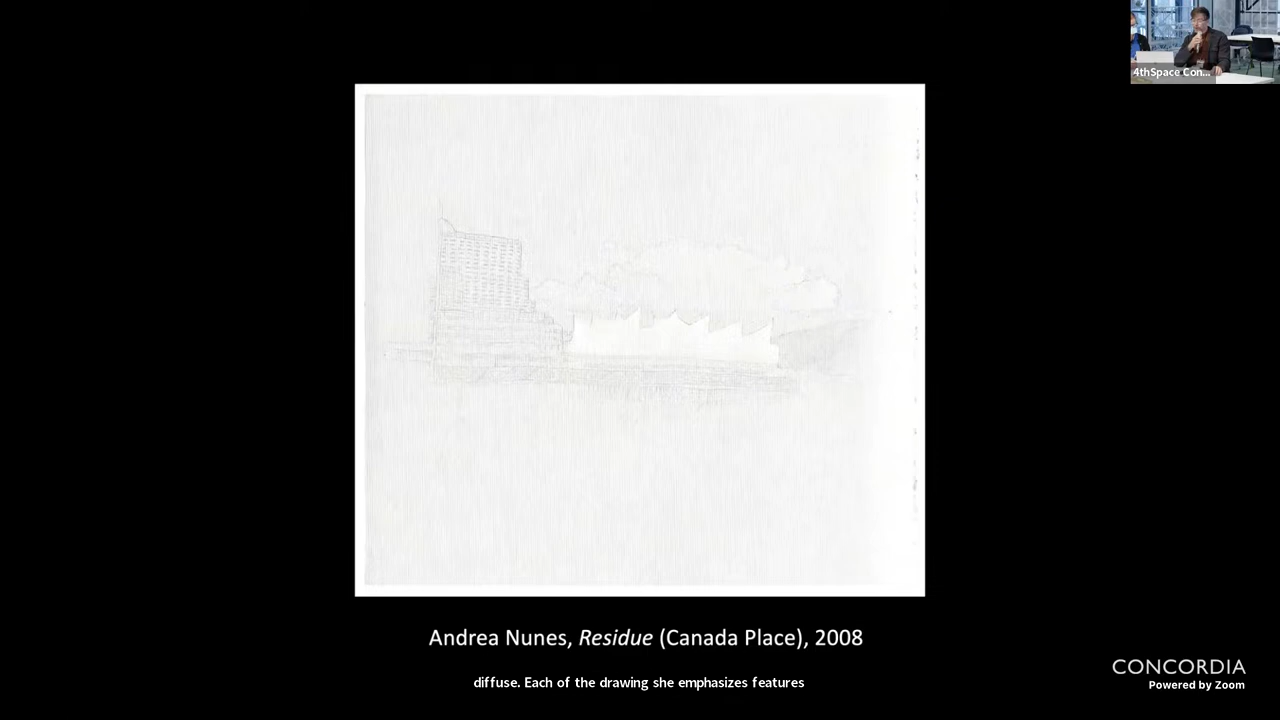 4thSpace Con...
Andrea Nunes, Residue (Canada Place), 2008
diffuse. Each of the drawing she emphasizes features
CONCORDIA
Powered by Zoom